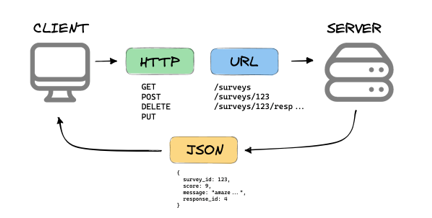 CLIENT
SERVER
HTTP
URL
GET
POST
DELETE
PUT
/surveys
/surveys/123
/surveys/123/resp...
JSON
{
survey_id: 123,
score: 9,
message: "amaze...",
response_id: 4
}